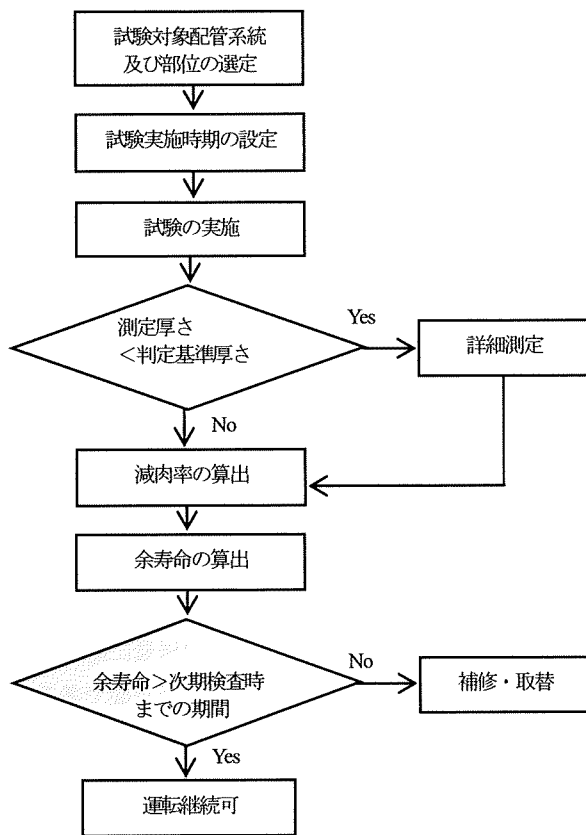 試験対象配管系統
及び部位の選定
試験実施時期の設定
試験の実施
測定厚さ
＜判定基準厚さ
Yes
詳細測定
No
減肉率の算出
余寿命の算出
余寿命＞次期検査時
までの期間
No
補修・取替
Yes
運転継続可